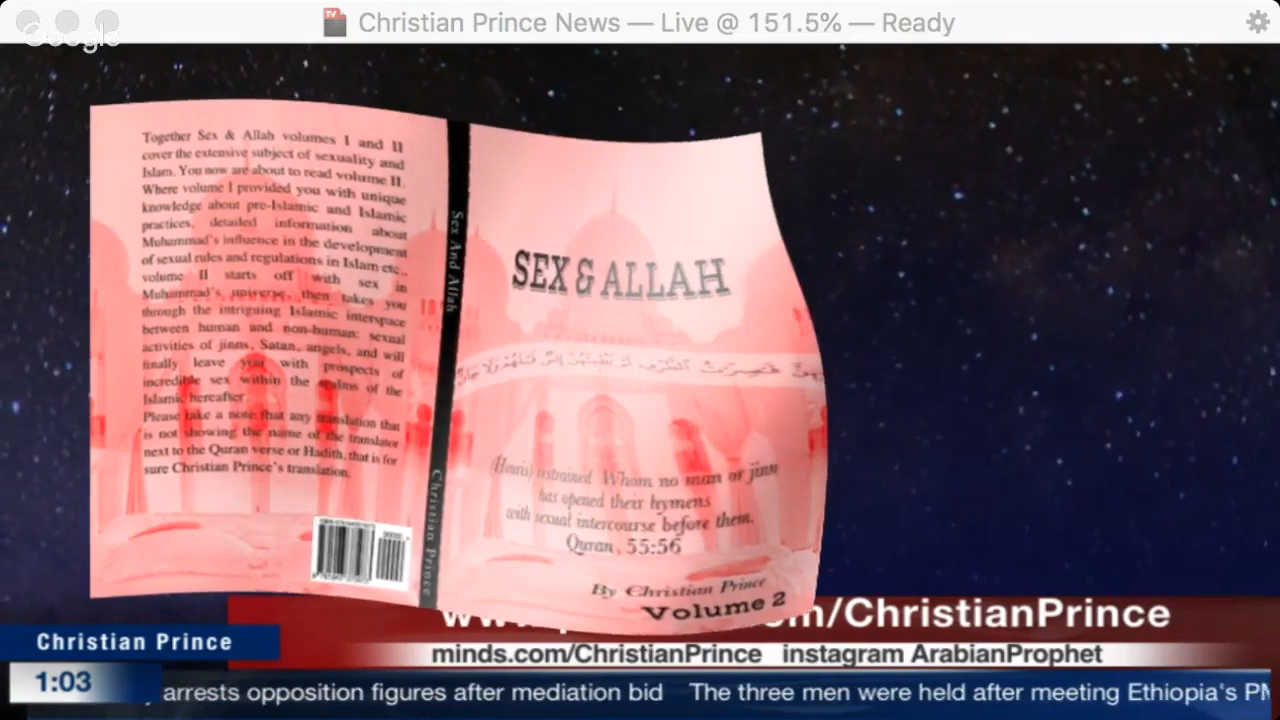 Christian Prince News — Live @ 151.5% — Ready
Google
Together Sex & Allah volumes I and II
cover the extensive subject of sexuality and
Islam. You now are about to read volume II.
Where volume I provided you with unique
knowledge about pre-Islamic and Islamic
practices, detailed information about
Muhammad's influence in the development
of sexual rules and regulations in Islam etc.,
volume II starts off with sex in
Muhammad's universe, then takes you
through the intriguing Islamic interspace
between human and non-human: sexual
activities of jinns, Satan, angels, and will
finally leave you with prospects of
incredible sex within the realms of the
Islamic hereafter.
Please take a note that any translation that
is not showing the name of the translator
next to the Quran verse or Hadith, that is for
sure Christian Prince's translation.
Sex And Allah
Christian Prince
SEX & ALLAH
(Houris) restrained Whom no man or jinn
has opened their hymens
with sexual intercourse before them.
Quran, 55:56
By Christian Prince
Volume 2
om/ChristianPrince
minds.com/ChristianPrince instagram ArabianProphet
Christian Prince
1:03
arrests opposition figures after mediation bid The three men were held after meeting Ethiopia's